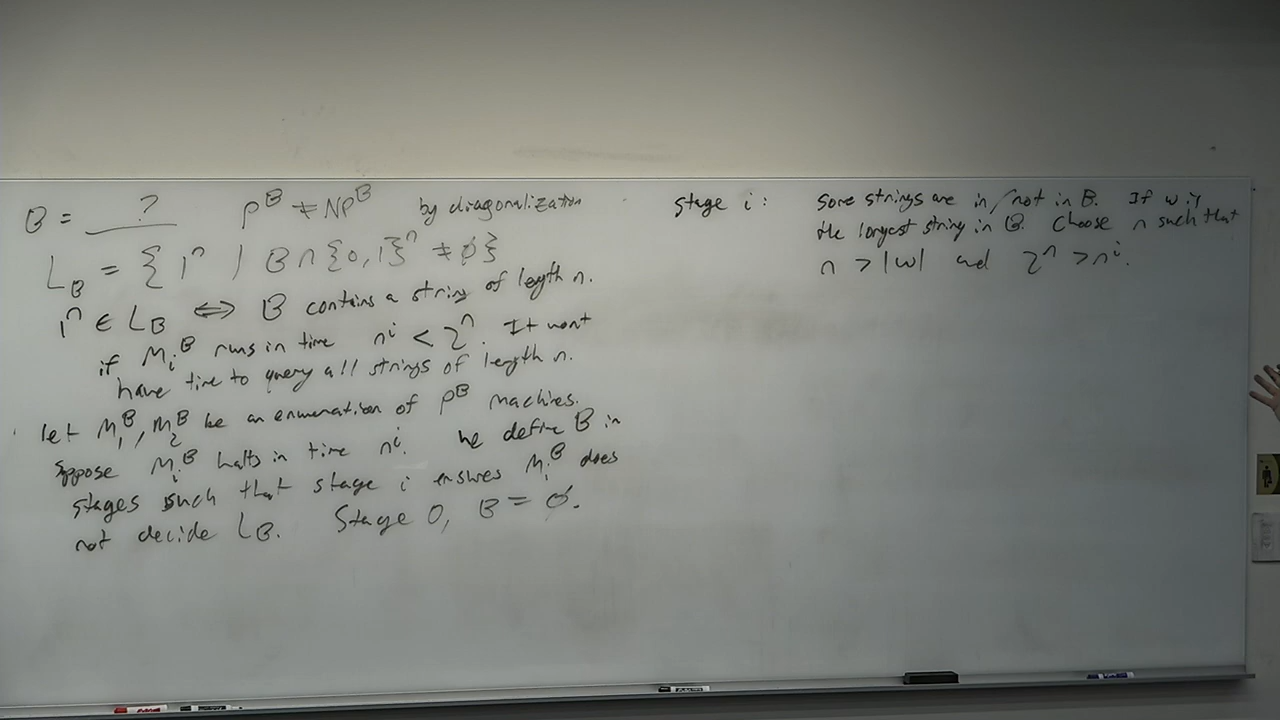 B = ? P^B ≠ NP^B by diagonalization
L_B = { 1^n | B ∩ {0,1}^n ≠ ∅}
1^n ∈ L_B ⇔ B contains a string of length n.
if M_i^B runs in time n^i < 2^n. It wont
have time to query all strings of length n.
let M_1^B, M_2^B be an enumeration of P^B machines.
suppose M_i^B halts in time n^i. We define B in
stages such that stage i ensures M_i^B does
not decide L_B. Stage 0, B = ∅.
stage i: Some strings are in/not in B. If w is
the longest string in B. Choose n such that
n > |w| and 2^n > n^i.